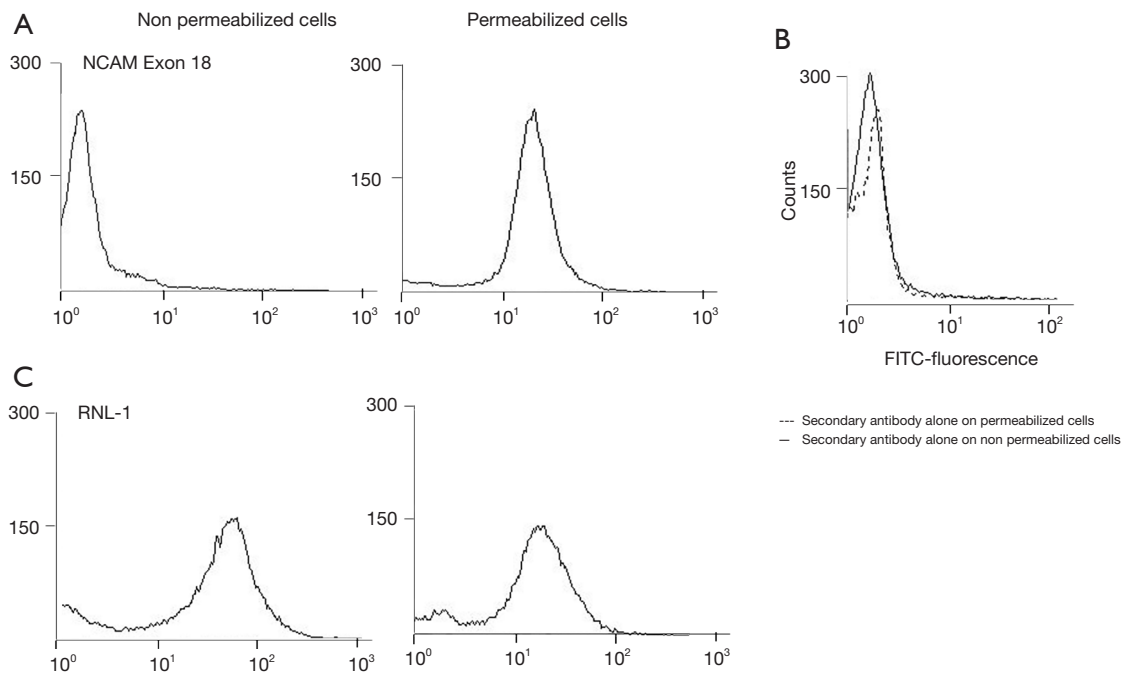 A
Non permeabilized cells
Permeabilized cells
NCAM Exon 18
300
150
10⁰ 10¹ 10² 10³
300
150
10⁰ 10¹ 10² 10³
B
300
150
Counts
10⁰ 10¹ 10²
FITC-fluorescence
--- Secondary antibody alone on permeabilized cells
— Secondary antibody alone on non permeabilized cells
C
RNL-1
300
150
10⁰ 10¹ 10² 10³
300
150
10⁰ 10¹ 10² 10³